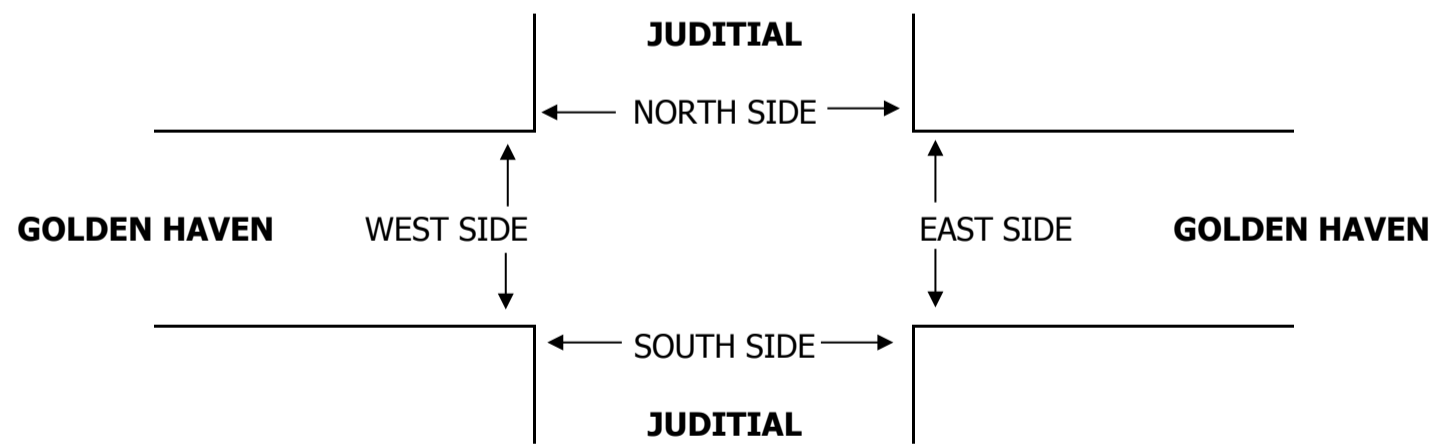 JUDITIAL
NORTH SIDE
GOLDEN HAVEN WEST SIDE EAST SIDE GOLDEN HAVEN
SOUTH SIDE
JUDITIAL